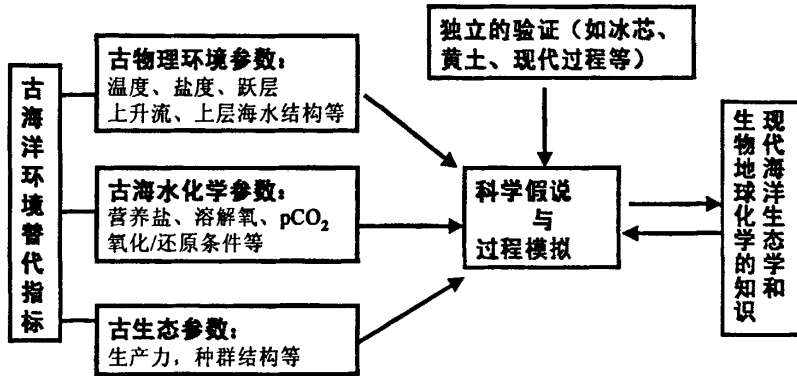 古海洋环境替代指标
古物理环境参数：
温度、盐度、跃层
上升流、上层海水结构等
古海水化学参数：
营养盐、溶解氧、pCO₂
氧化/还原条件等
古生态参数：
生产力，种群结构等
独立的验证（如冰芯、
黄土、现代过程等）
科学假说
与
过程模拟
现代海洋生态学和
生物地球化学的知识